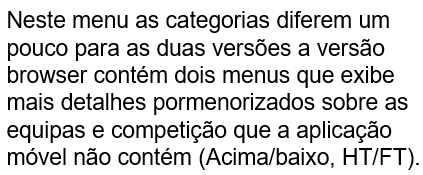 Neste menu as categorias diferem um
pouco para as duas versões a versão
browser contém dois menus que exibe
mais detalhes pormenorizados sobre as
equipas e competição que a aplicação
móvel não contém (Acima/baixo, HT/FT).